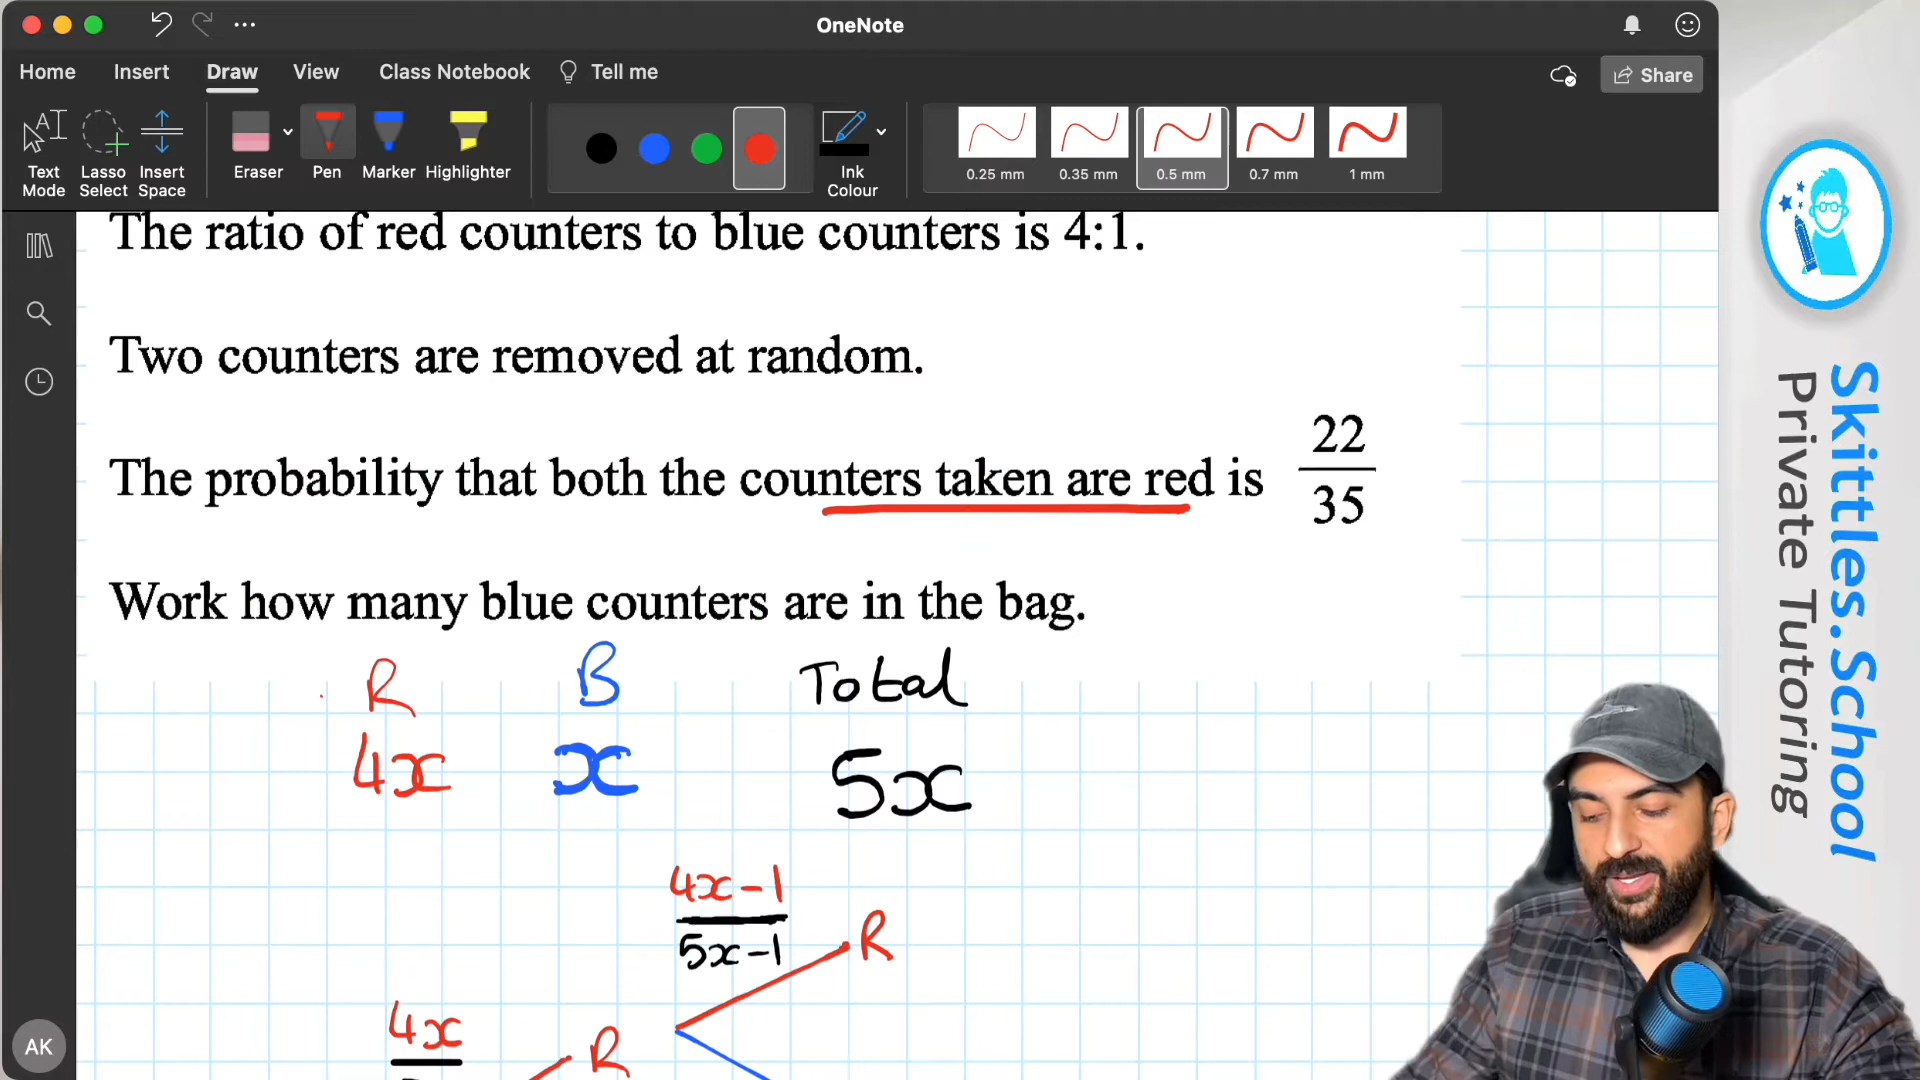 OneNote
Home Insert Draw View Class Notebook Tell me
Share
Text Mode
Lasso Select
Insert Space
Eraser
Pen
Marker
Highlighter
Ink Colour
0.25 mm
0.35 mm
0.5 mm
0.7 mm
1 mm
The ratio of red counters to blue counters is 4:1.
Two counters are removed at random.
The probability that both the counters taken are red is 22/35
Work how many blue counters are in the bag.
R B Total
4x x 5x
4x-1
5x-1
R
4x
R
AK
Skittles.School
Private Tutoring